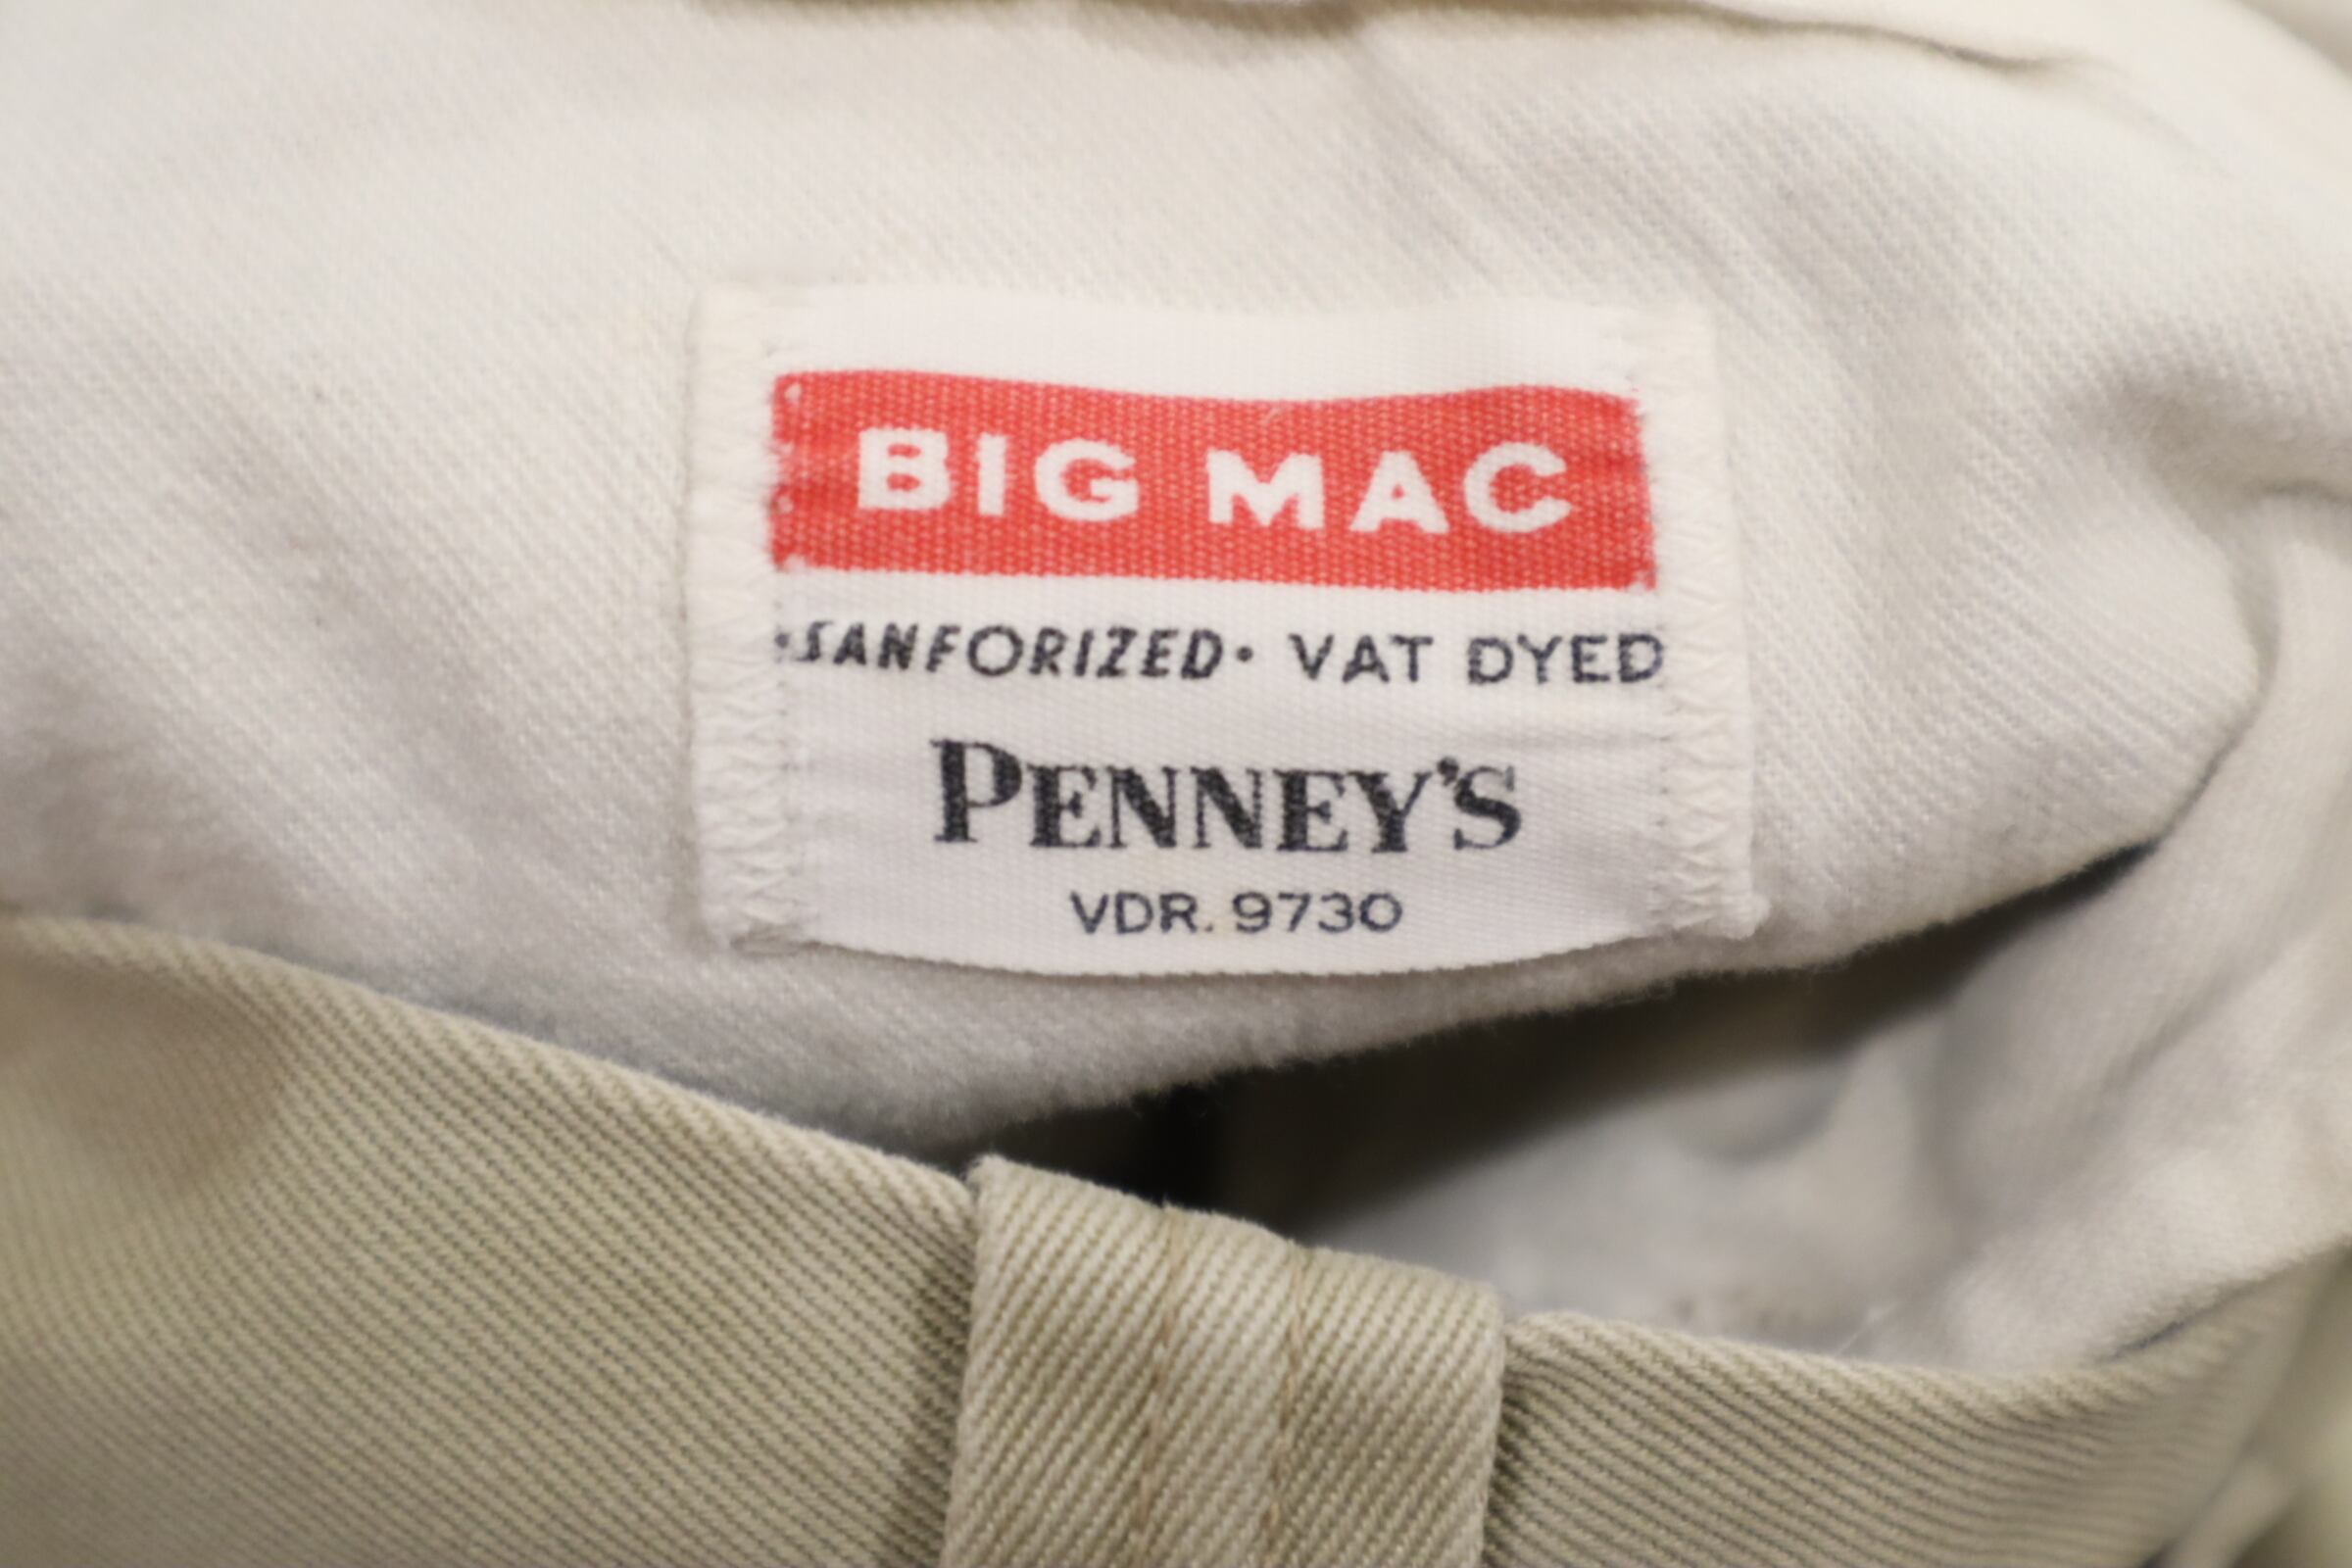 BIG MAC
•SANFORIZED• VAT DYED
PENNEY'S
VDR. 9730